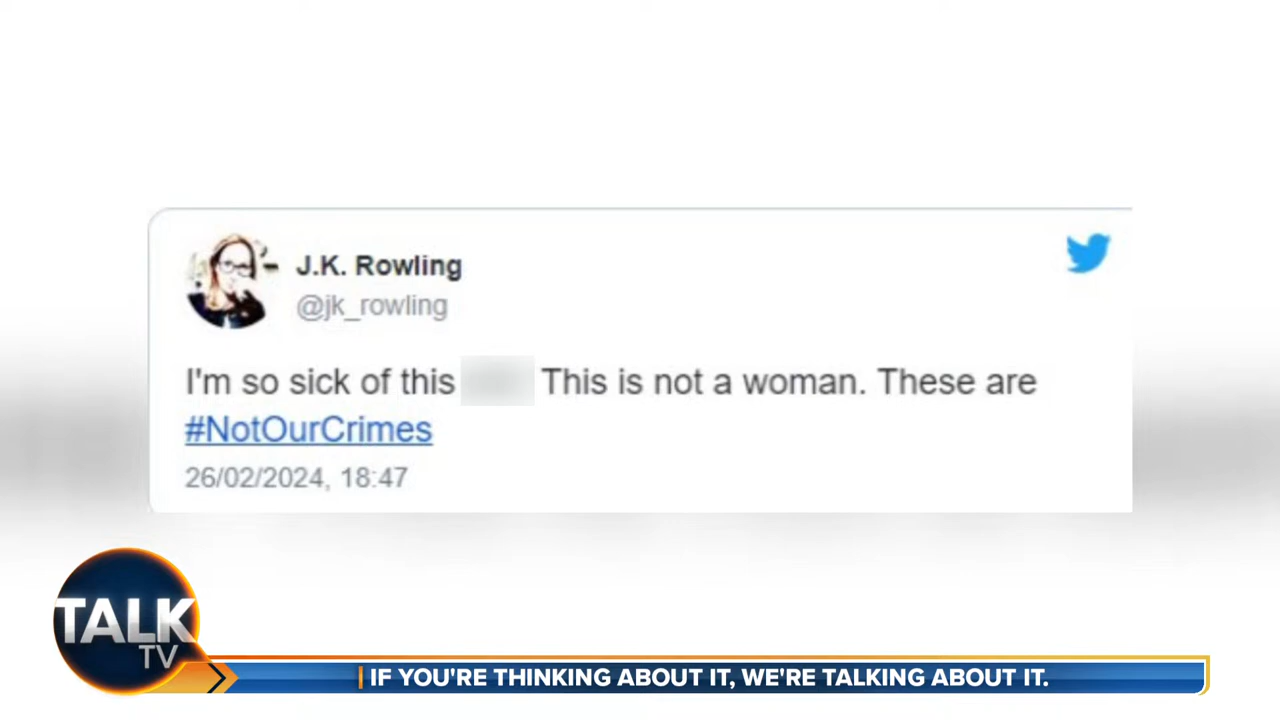 J.K. Rowling
@jk_rowling
I'm so sick of this This is not a woman. These are
#NotOurCrimes
26/02/2024, 18:47
TALK
TV
IF YOU'RE THINKING ABOUT IT, WE'RE TALKING ABOUT IT.